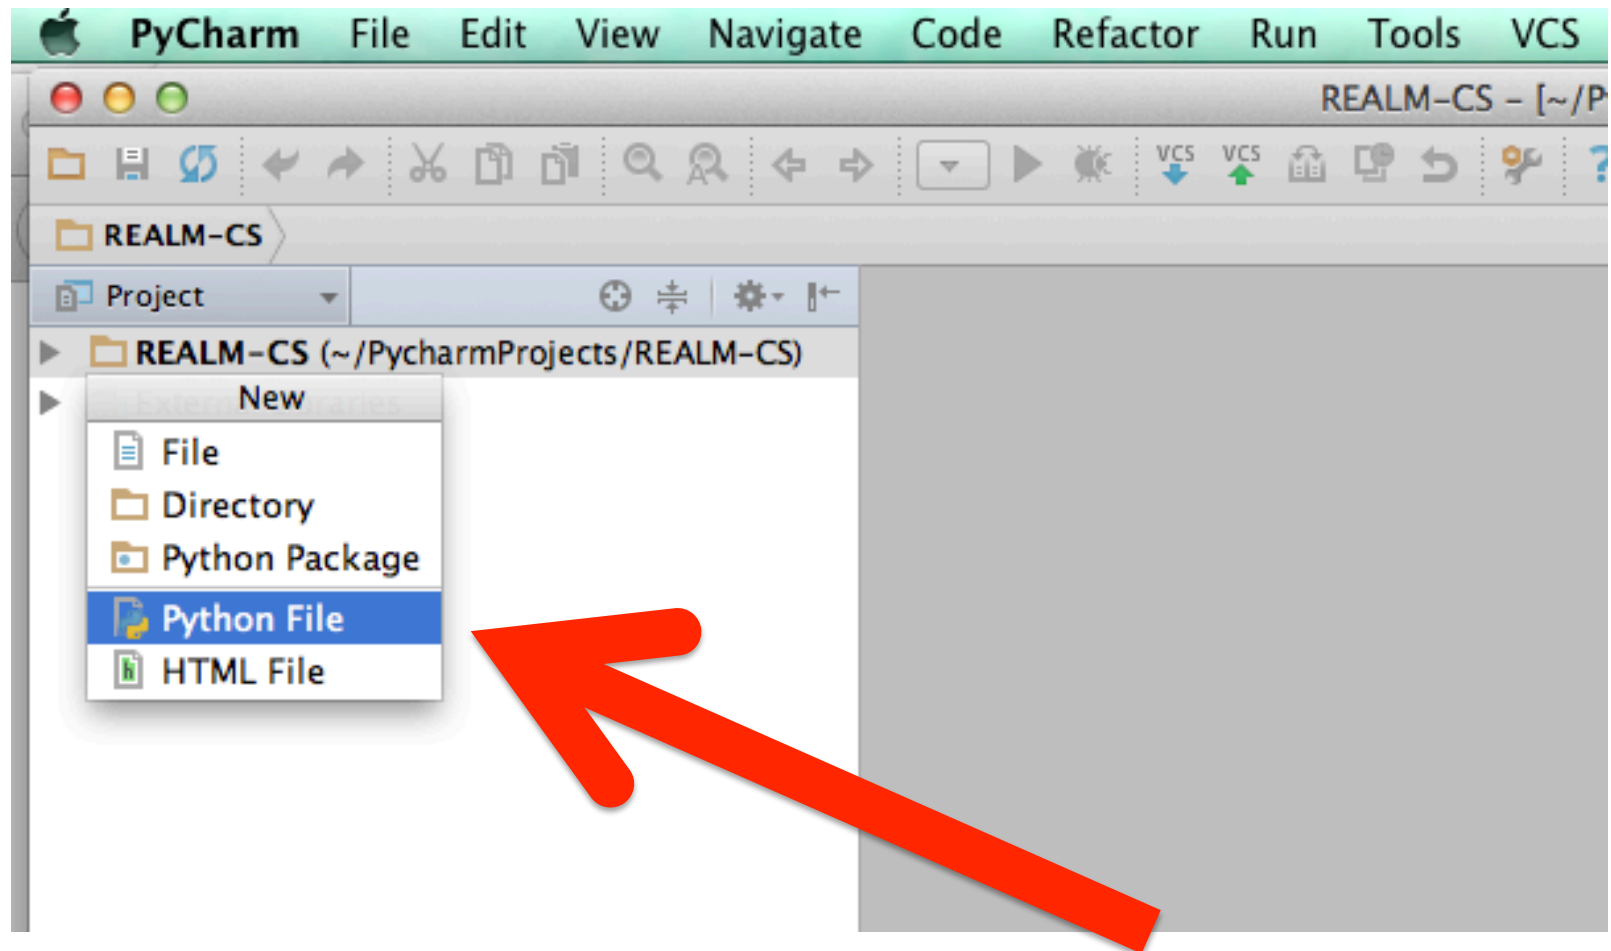 PyCharm File Edit View Navigate Code Refactor Run Tools VCS
REALM-CS - [~/P
VCS VCS ?
REALM-CS
Project
REALM-CS (~/PycharmProjects/REALM-CS)
New
File
Directory
Python Package
Python File
h HTML File